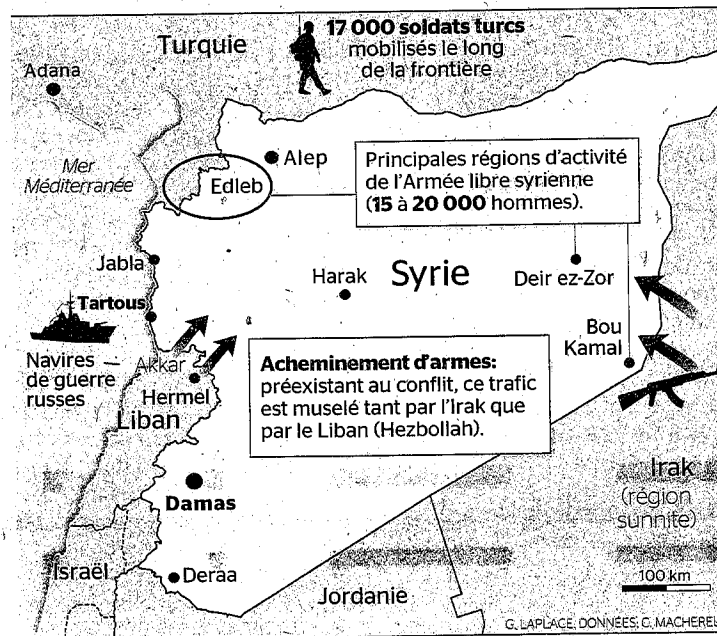 17 000 soldats turcs
mobilisés le long
de la frontière
Turquie
Adana
Mer
Méditerranée
Alep
Edleb
Principales régions d'activité
de l'Armée libre syrienne
(15 à 20 000 hommes).
Jabla
Harak
Syrie
Deir ez-Zor
Tartous
Navires
de guerre
russes
Akkar
Hermel
Liban
Bou
Kamal
Acheminement d'armes:
préexistant au conflit, ce trafic
est muselé tant par l'Irak que
par le Liban (Hezbollah).
Damas
Irak
(région
sunnite)
Israël
Deraa
Jordanie
100 km
G. LAPLACE. DONNÉES: C. MACHEREL